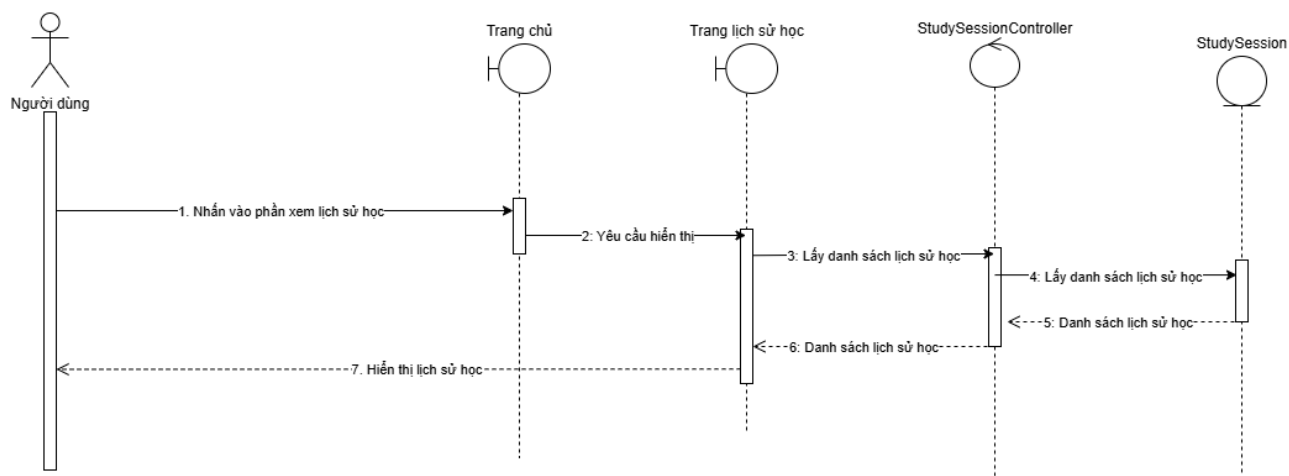 Trang chủ
Trang lịch sử học
StudySessionController
StudySession
Người dùng
1. Nhấn vào phần xem lịch sử học
2: Yêu cầu hiển thị
3: Lấy danh sách lịch sử học
4: Lấy danh sách lịch sử học
5: Danh sách lịch sử học
6: Danh sách lịch sử học
7. Hiển thị lịch sử học